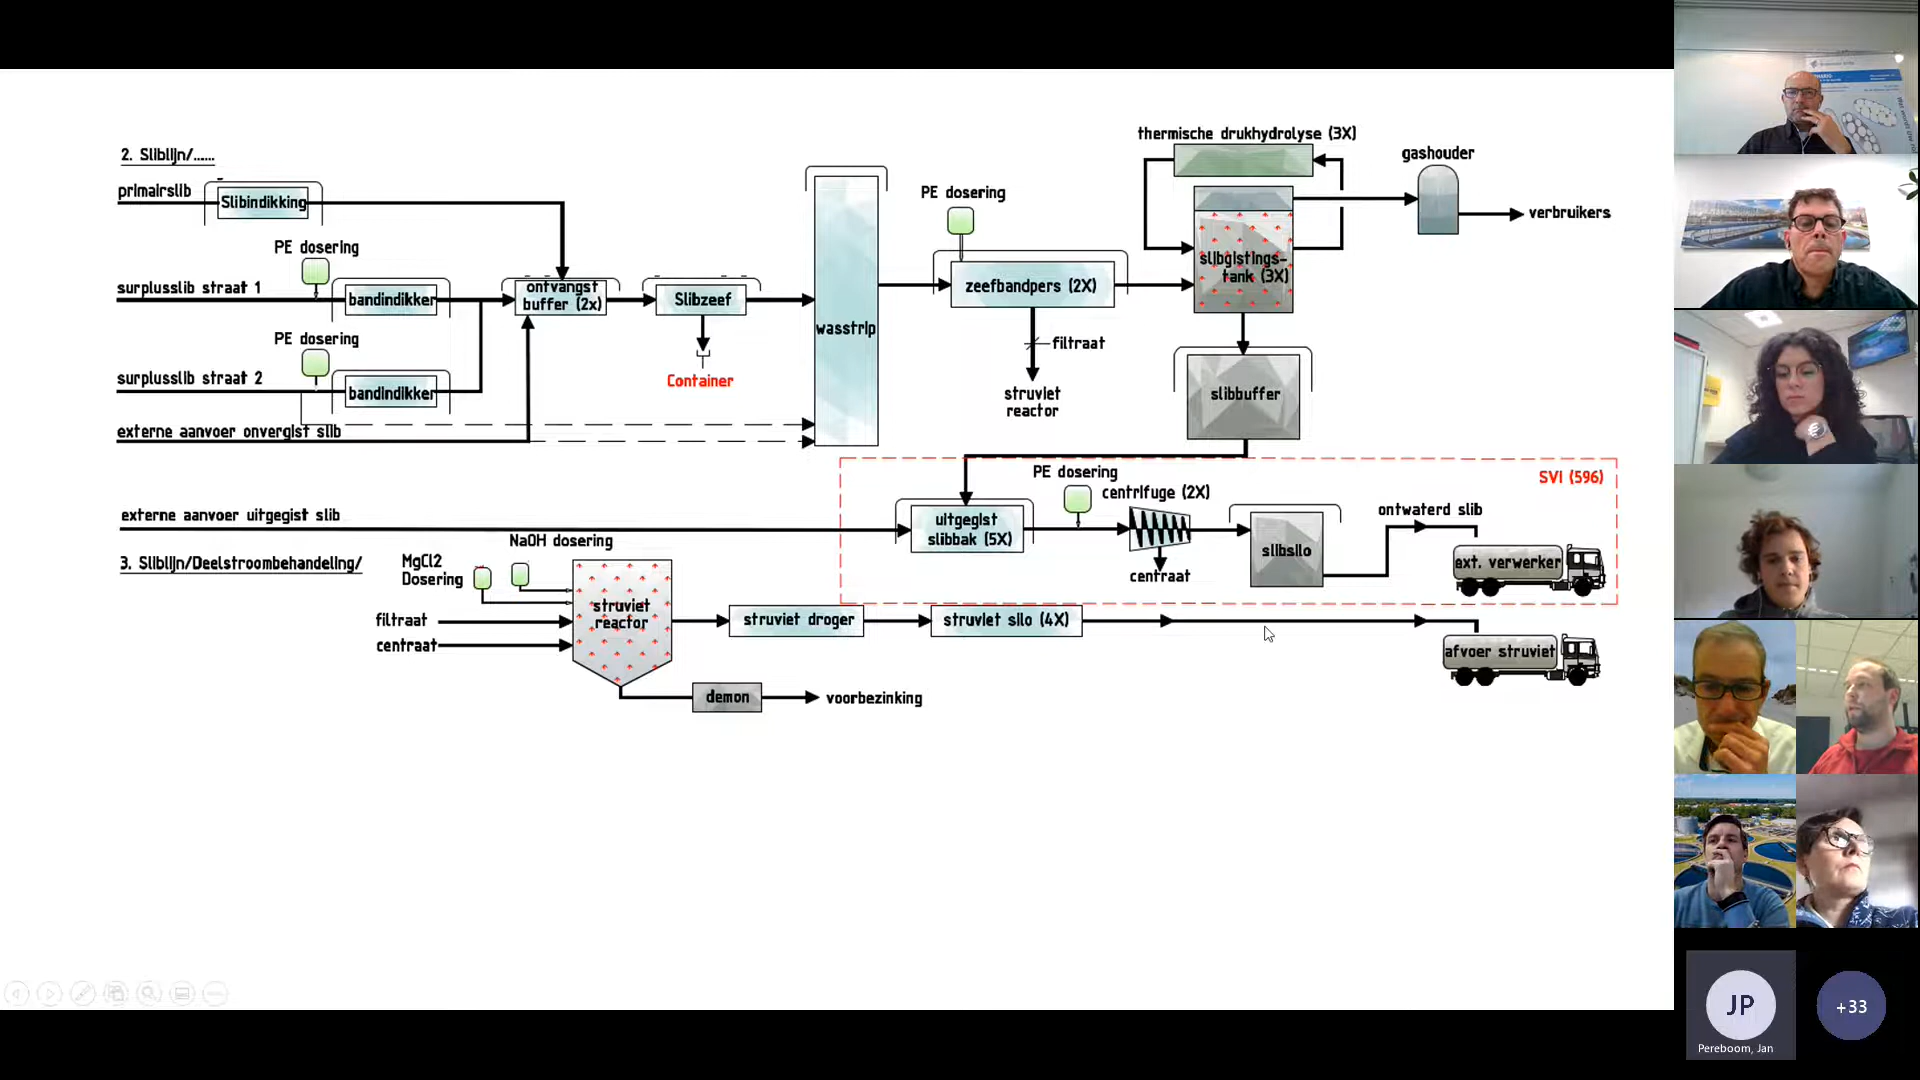 2. Sliblijn/......
primairslib
Slibindikking
PE dosering
surplusslib straat 1
bandindikker
PE dosering
surplusslib straat 2
bandindikker
externe aanvoer onvergist slib
ontvangst
buffer (2x)
Slibzeef
Container
wasstrip
PE dosering
zeefbandpers (2X)
filtraat
struviet
reactor
thermische drukhydrolyse (3X)
slibgistings-
tank (3X)
gashouder
verbruikers
slibbuffer
SVI (596)
externe aanvoer uitgegist slib
uitgegist
slibbak (5X)
PE dosering
centrifuge (2X)
centraat
slibsilo
ontwaterd slib
ext. verwerker
3. Sliblijn/Deelstroombehandeling/
MgCl2
Dosering
NaOH dosering
filtraat
centraat
struviet
reactor
struviet droger
struviet silo (4X)
afvoer struviet
demon
voorbezinking
JP
Pereboom, Jan
+33